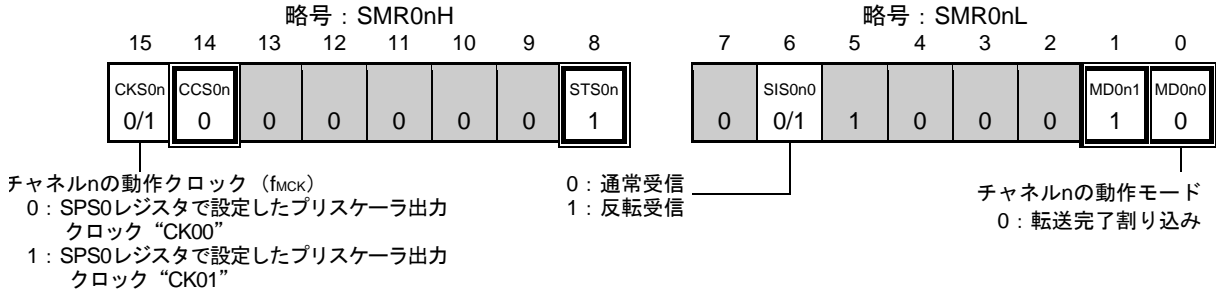 略号：SMR0nH 略号：SMR0nL
15 14 13 12 11 10 9 8 7 6 5 4 3 2 1 0
CKS0n CCS0n STS0n SIS0n0 MD0n1 MD0n0
0/1 0 0 0 0 0 0 1 0 0/1 1 0 0 0 1 0
チャネルnの動作クロック（fMCK）
0：SPS0レジスタで設定したプリスケーラ出力
クロック“CK00”
1：SPS0レジスタで設定したプリスケーラ出力
クロック“CK01”
0：通常受信
1：反転受信
チャネルnの動作モード
0：転送完了割り込み